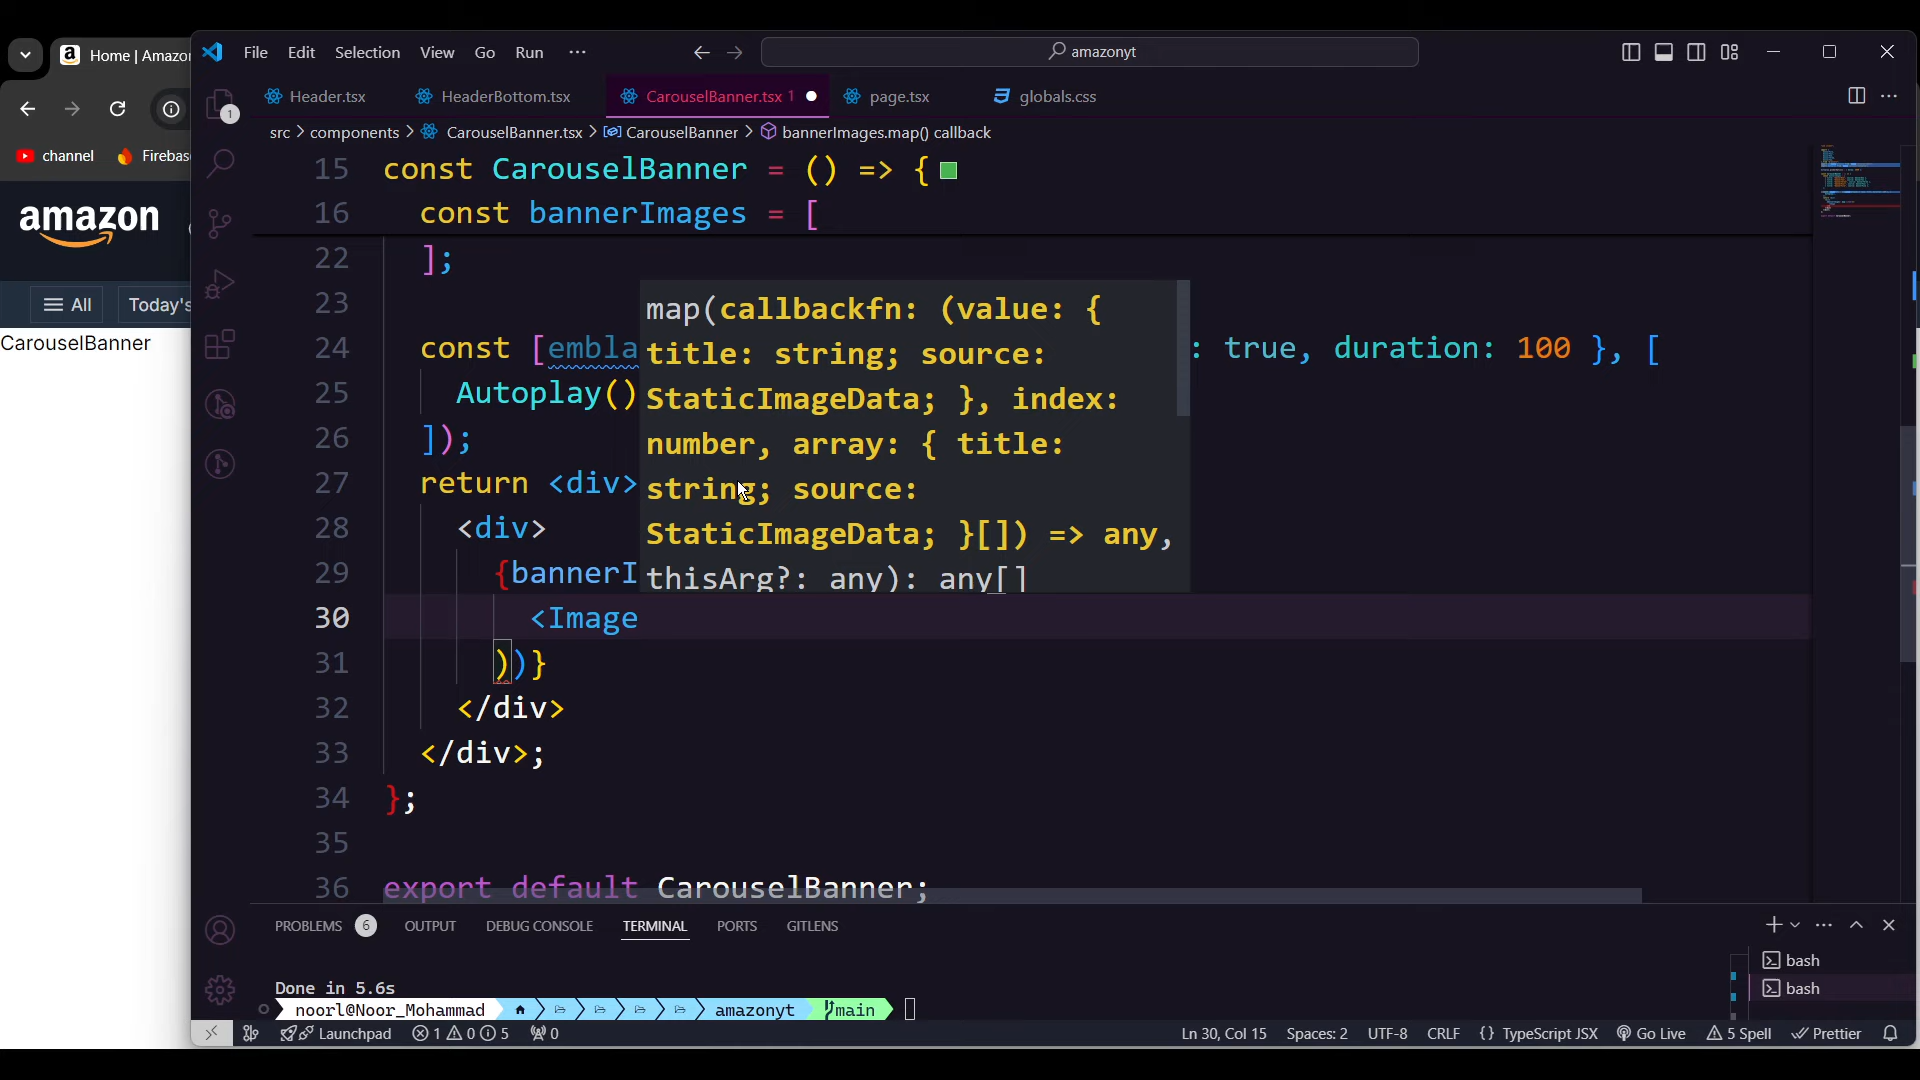 a Home | Amazo
File Edit Selection View Go Run ... amazonyt
channel Firebas
amazon
All Today's
CarouselBanner
Header.tsx HeaderBottom.tsx CarouselBanner.tsx 1 page.tsx globals.css
1
src > components > CarouselBanner.tsx > CarouselBanner > bannerImages.map() callback
15 const CarouselBanner = () => {
16 const bannerImages = [
22 ];
23
24 const [embla : true, duration: 100 }, [
25 Autoplay()
26 ]);
27 return <div>
28 <div>
29 {bannerI
30 <Image
31 ))}
32 </div>
33 </div>;
34 };
35
36 export default CarouselBanner;
map(callbackfn: (value: {
title: string; source:
StaticImageData; }, index:
number, array: { title:
string; source:
StaticImageData; }[]) => any,
thisArg?: any): any[]
PROBLEMS 6 OUTPUT DEBUG CONSOLE TERMINAL PORTS GITLENS
Done in 5.6s
noorl@Noor_Mohammad amazonyt main
bash
bash
Launchpad 1 0 5 0 Ln 30, Col 15 Spaces: 2 UTF-8 CRLF {} TypeScript JSX Go Live 5 Spell Prettier